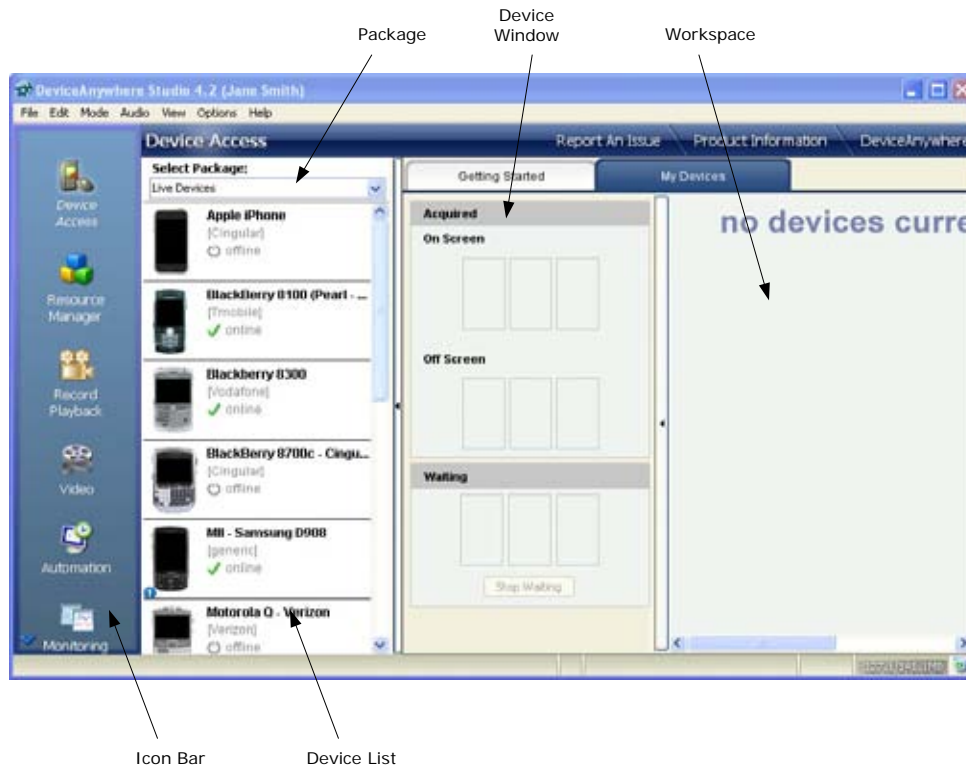 Package
Device
Window
Workspace
DeviceAnywhere Studio 4.2 (Jane Smith)
File Edit Mode Audio View Options Help
Device Access
Report An Issue
Product Information
DeviceAnywhere
Select Package:
Live Devices
Getting Started
My Devices
Device
Access
Resource
Manager
Record
Playback
Video
Automation
Monitoring
Apple iPhone
[Cingular]
offline
BlackBerry 8100 (Pearl - ...
[Tmobile]
online
Blackberry 8300
[Vodafone]
online
BlackBerry 8700c - Cingu...
[Cingular]
offline
MII - Samsung D908
[generic]
online
Motorola Q - Verizon
[Verizon]
offline
Acquired
On Screen
Off Screen
Waiting
Stop Waiting
no devices curre
Icon Bar
Device List